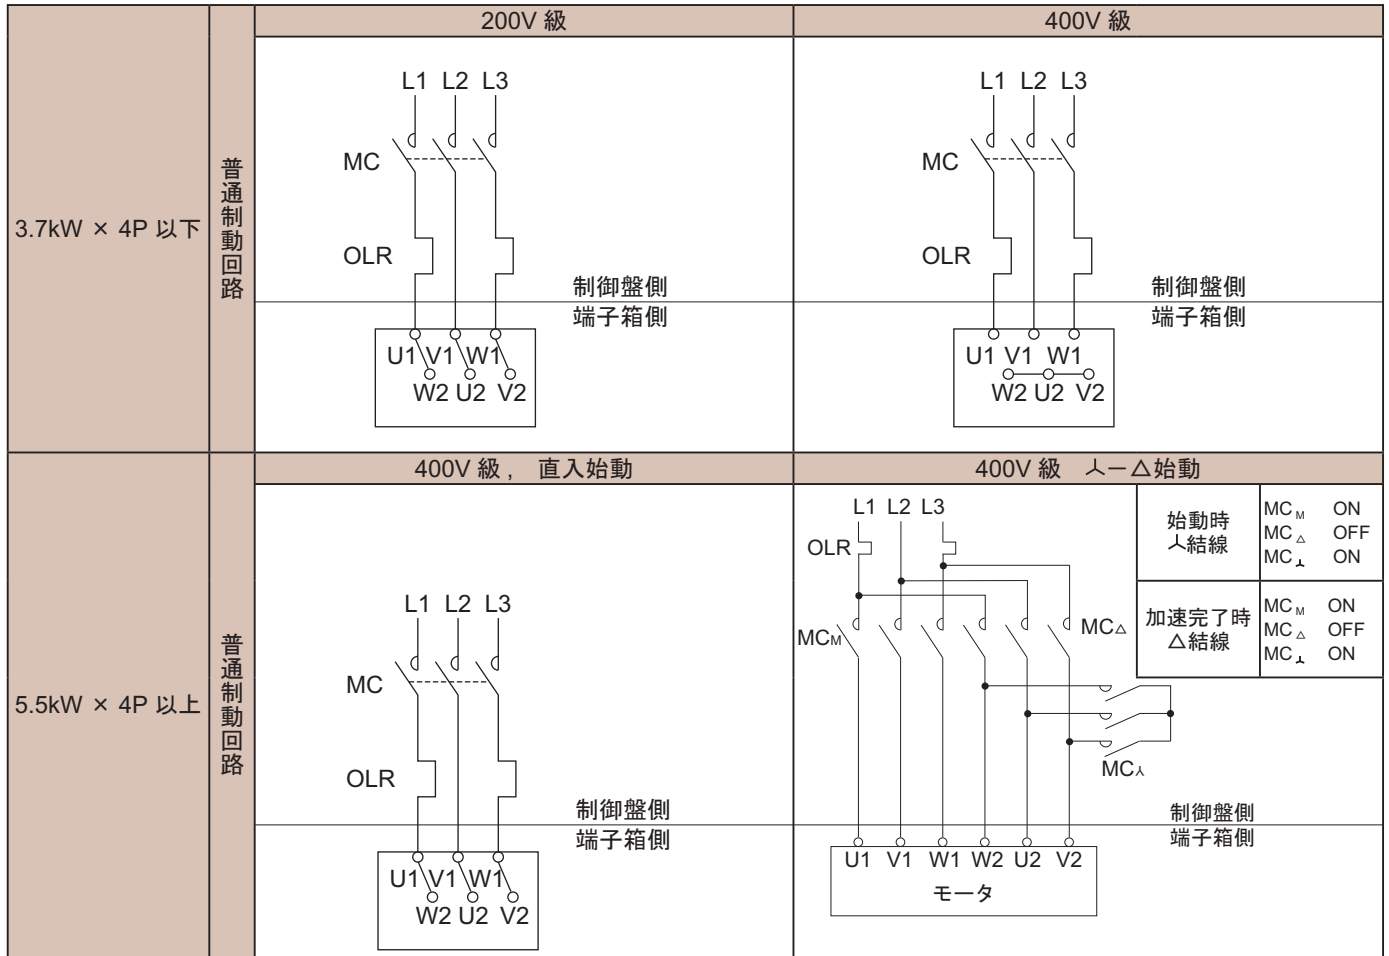 200V 級
400V 級
3.7kW × 4P 以下
普通制動回路
L1 L2 L3
MC
OLR
制御盤側
端子箱側
U1 V1 W1
W2 U2 V2
L1 L2 L3
MC
OLR
制御盤側
端子箱側
U1 V1 W1
W2 U2 V2
400V 級, 直入始動
400V 級 人ー△始動
5.5kW × 4P 以上
普通制動回路
L1 L2 L3
MC
OLR
制御盤側
端子箱側
U1 V1 W1
W2 U2 V2
L1 L2 L3
OLR
MCM
MC△
MC人
始動時
人結線
MC M ON
MC △ OFF
MC 人 ON
加速完了時
△結線
MC M ON
MC △ OFF
MC 人 ON
制御盤側
端子箱側
U1 V1 W1 W2 U2 V2
モータ